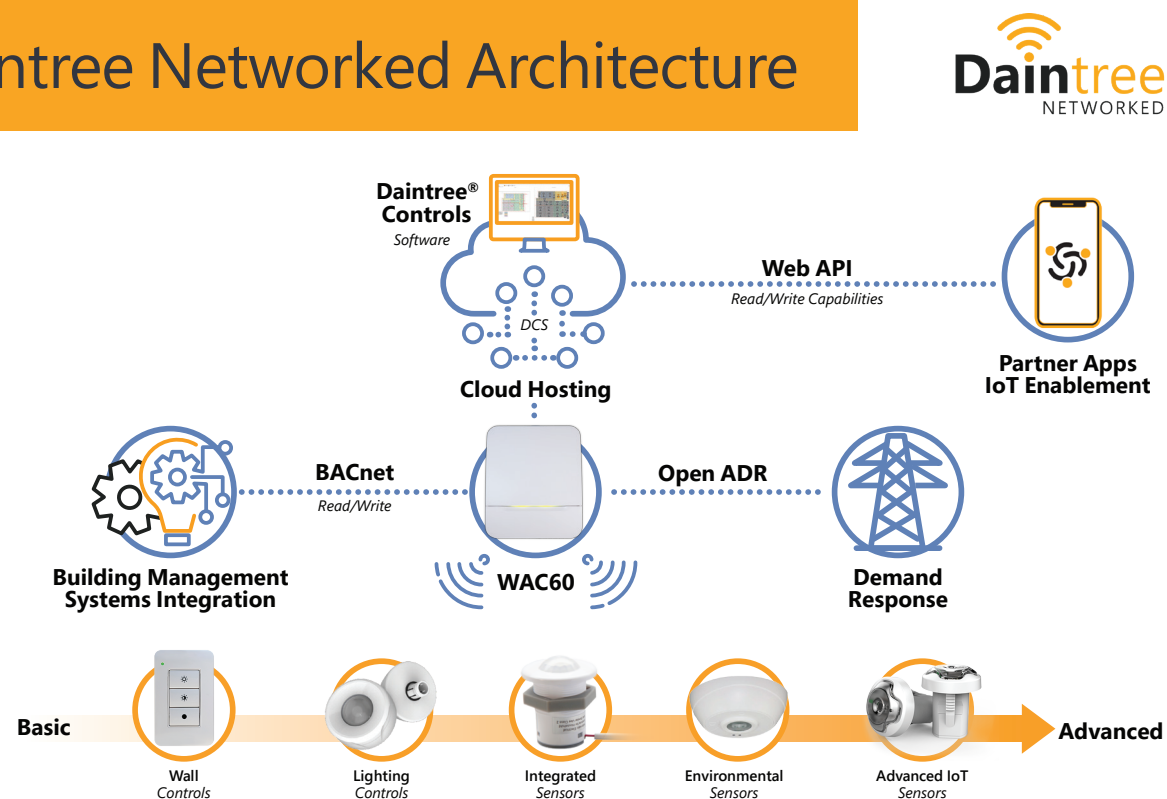 ntree Networked Architecture
Daintree
NETWORKED
Daintree®
Controls
Software
DCS
Cloud Hosting
Web API
Read/Write Capabilities
Partner Apps
IoT Enablement
BACnet
Read/Write
Open ADR
Building Management
Systems Integration
WAC60
Demand
Response
Basic
Advanced
Wall
Controls
Lighting
Controls
Integrated
Sensors
Environmental
Sensors
Advanced IoT
Sensors